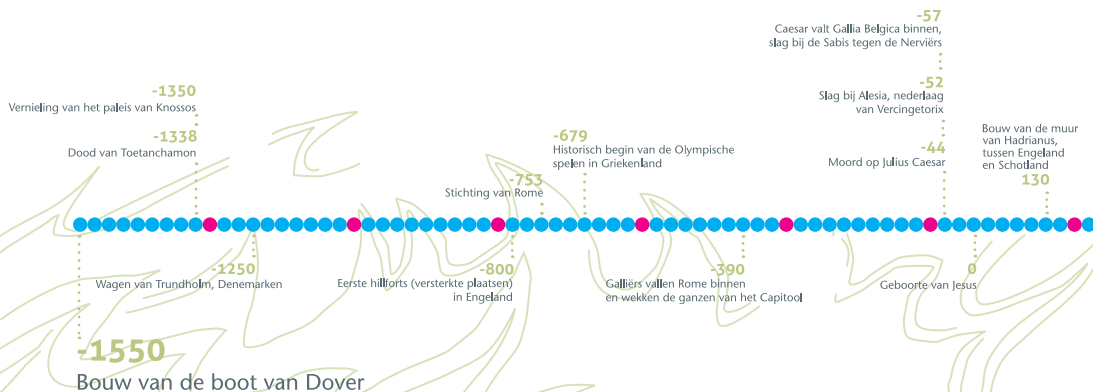 -57
Caesar valt Gallia Belgica binnen,
slag bij de Sabis tegen de Nerviërs
-1350
Vernieling van het paleis van Knossos
-52
Slag bij Alesia, nederlaag
van Vercingetorix
-1338
Dood van Toetanchamon
-679
Historisch begin van de Olympische
spelen in Griekenland
-44
Moord op Julius Caesar
Bouw van de muur
van Hadrianus,
tussen Engeland
en Schotland
130
-753
Stichting van Rome
-1250
Wagen van Trundholm, Denemarken
-800
Eerste hillforts (versterkte plaatsen)
in Engeland
-390
Galliërs vallen Rome binnen
en wekken de ganzen van het Capitool
0
Geboorte van Jesus
-1550
Bouw van de boot van Dover